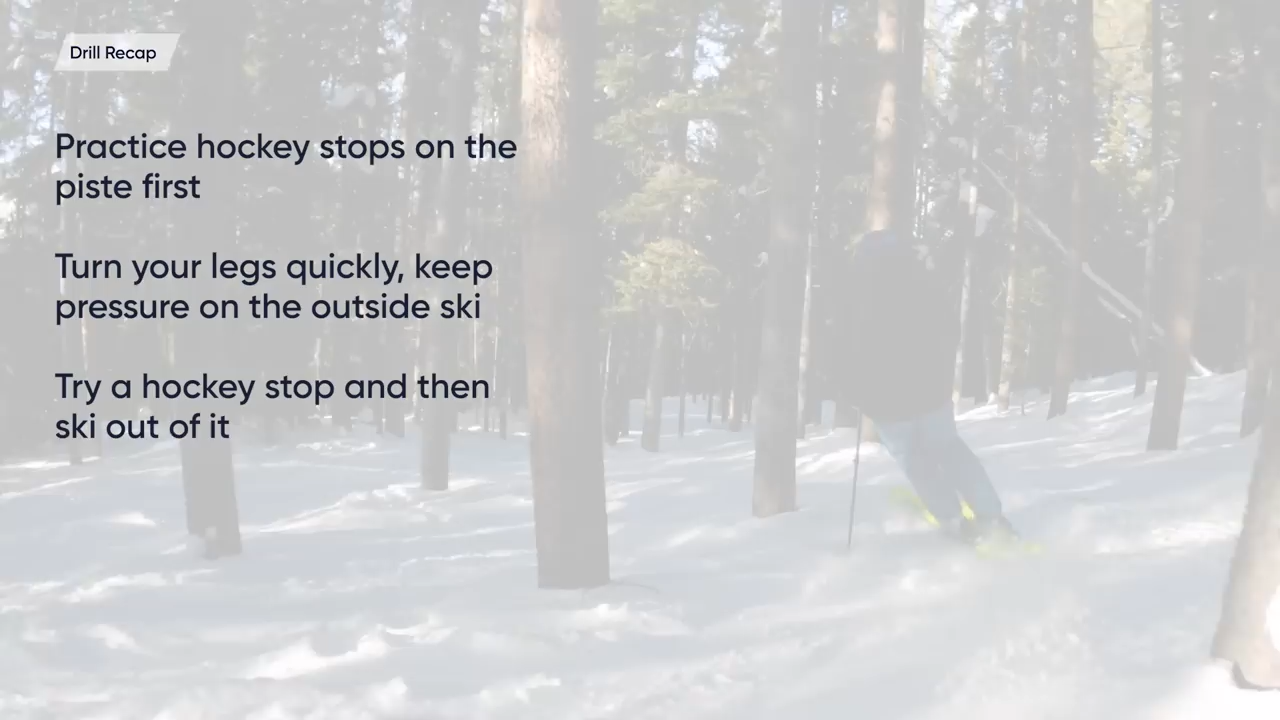 Drill Recap
Practice hockey stops on the
piste first
Turn your legs quickly, keep
pressure on the outside ski
Try a hockey stop and then
ski out of it